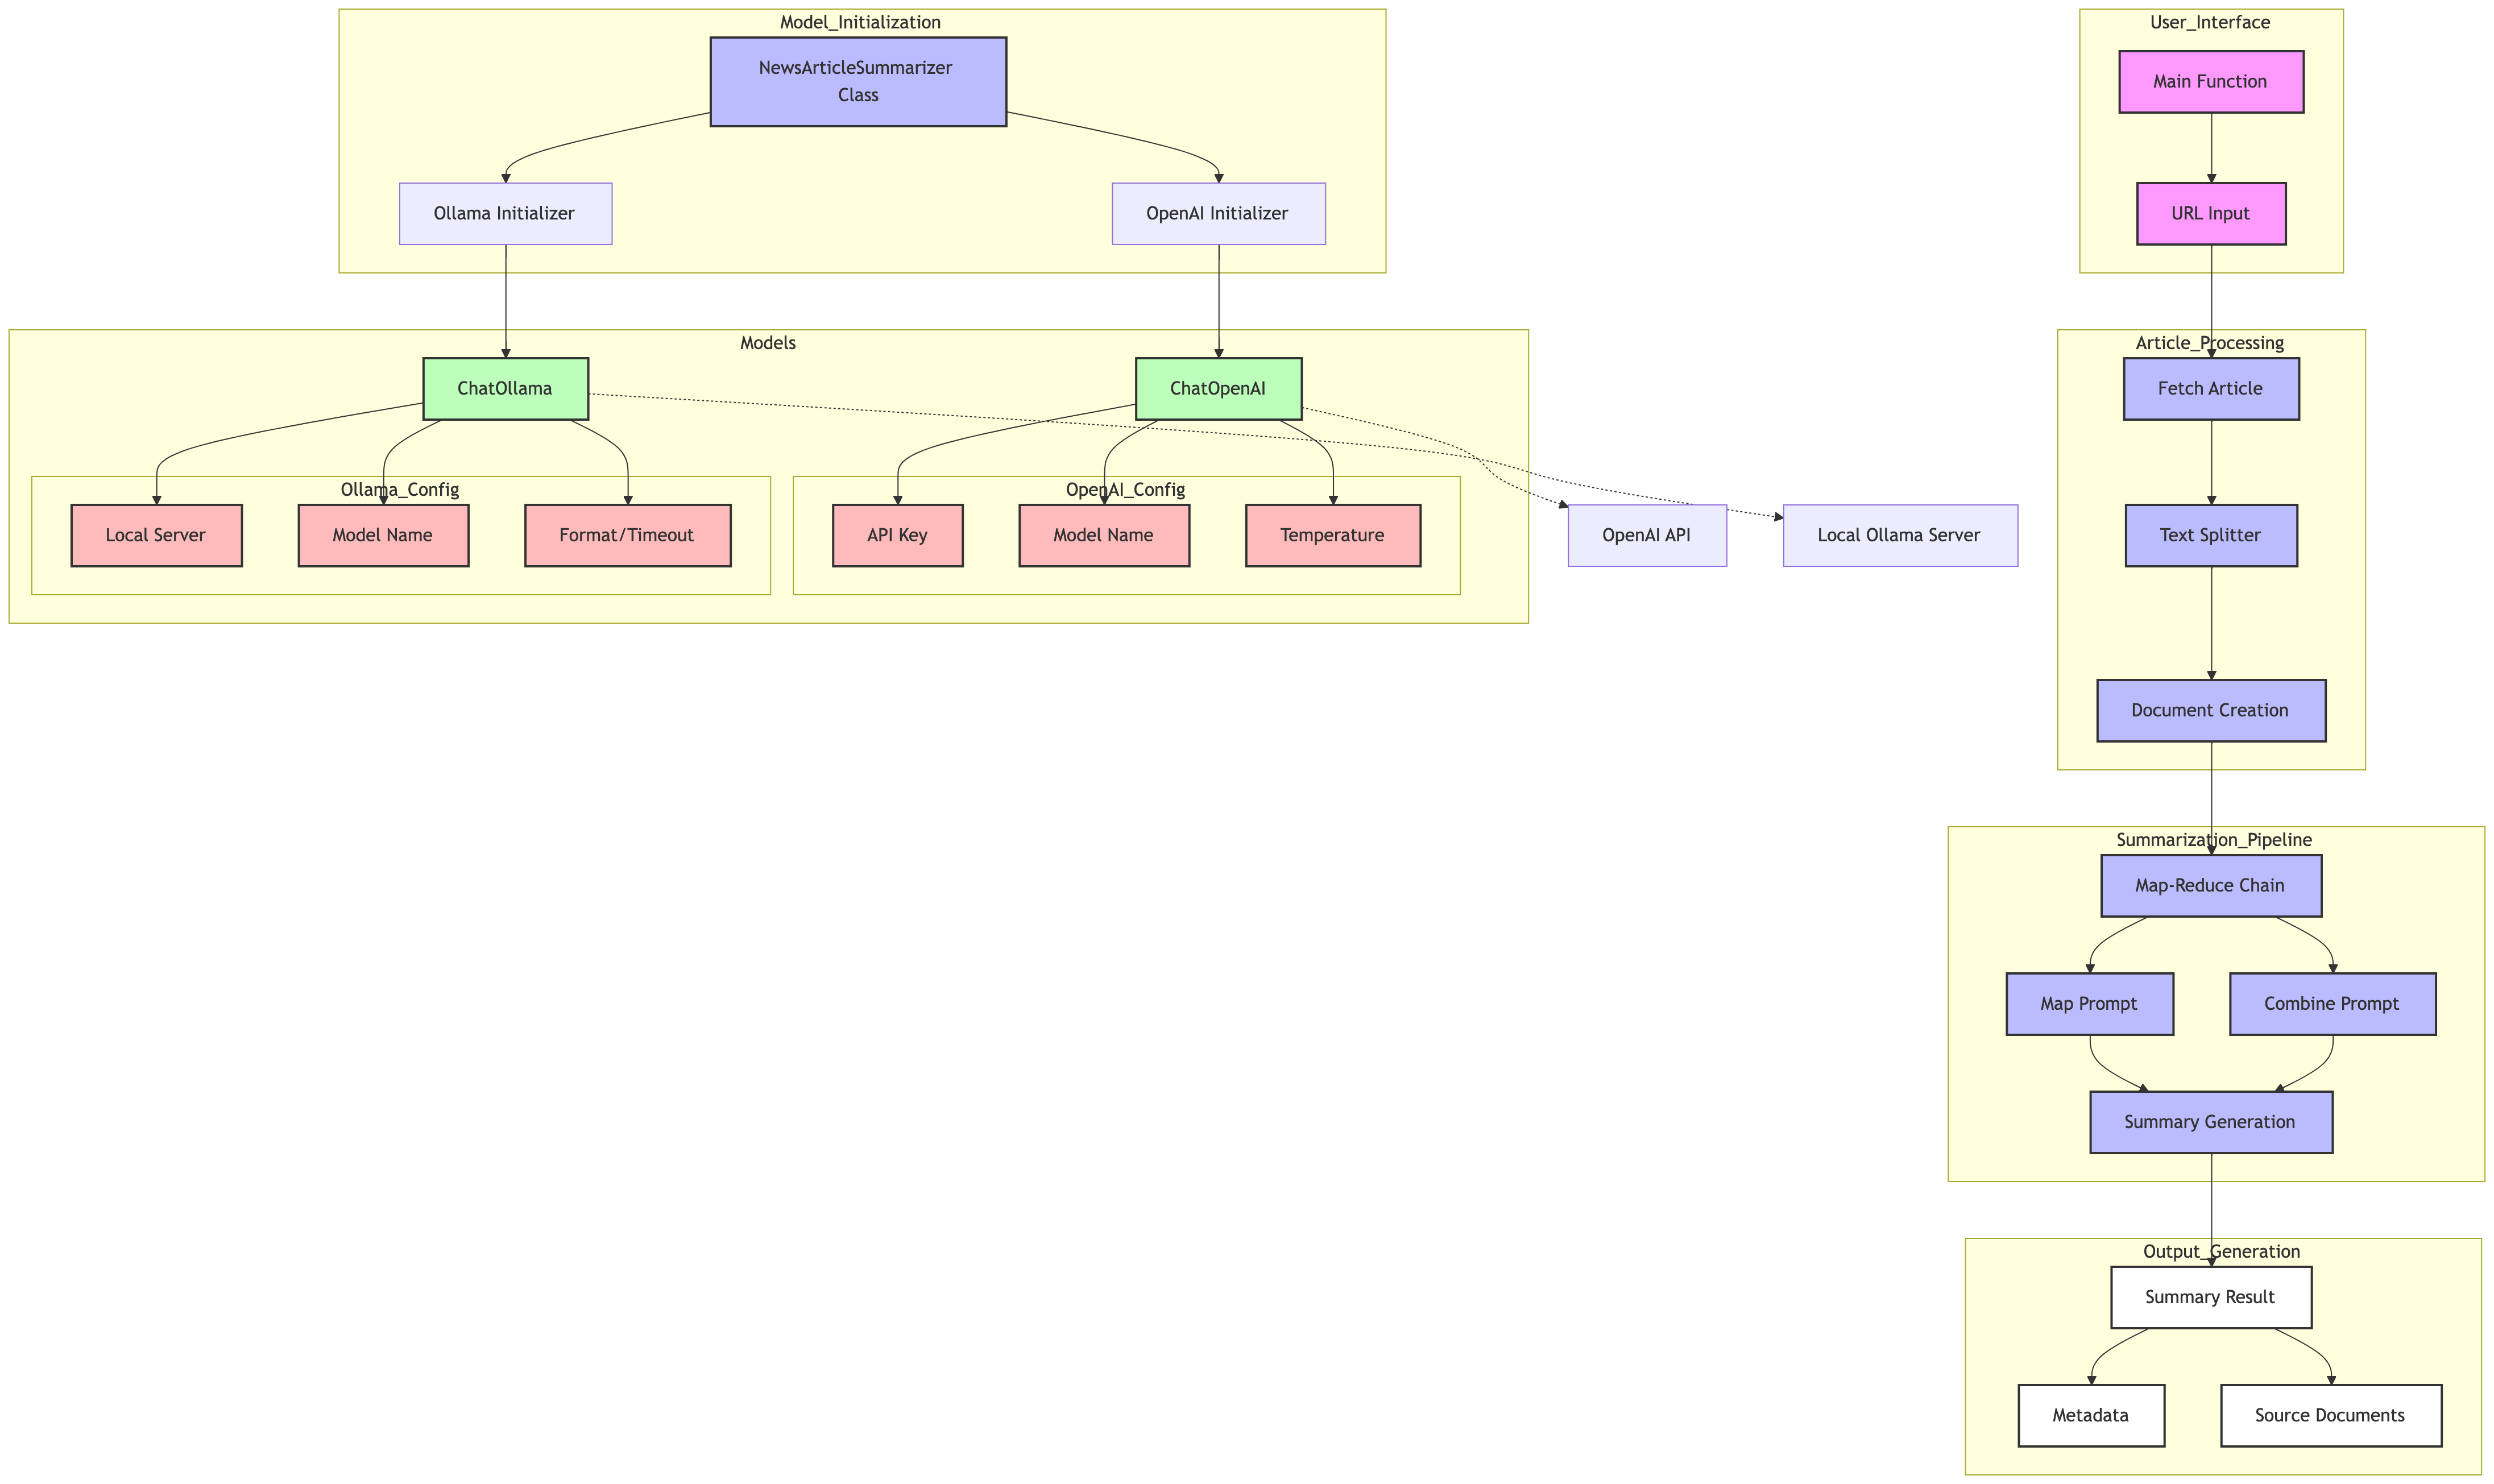 Model_Initialization
NewsArticleSummarizer
Class
Ollama Initializer
OpenAI Initializer
User_Interface
Main Function
URL Input
Models
ChatOllama
ChatOpenAI
Ollama_Config
Local Server
Model Name
Format/Timeout
OpenAI_Config
API Key
Model Name
Temperature
OpenAI API
Local Ollama Server
Article_Processing
Fetch Article
Text Splitter
Document Creation
Summarization_Pipeline
Map-Reduce Chain
Map Prompt
Combine Prompt
Summary Generation
Output_Generation
Summary Result
Metadata
Source Documents